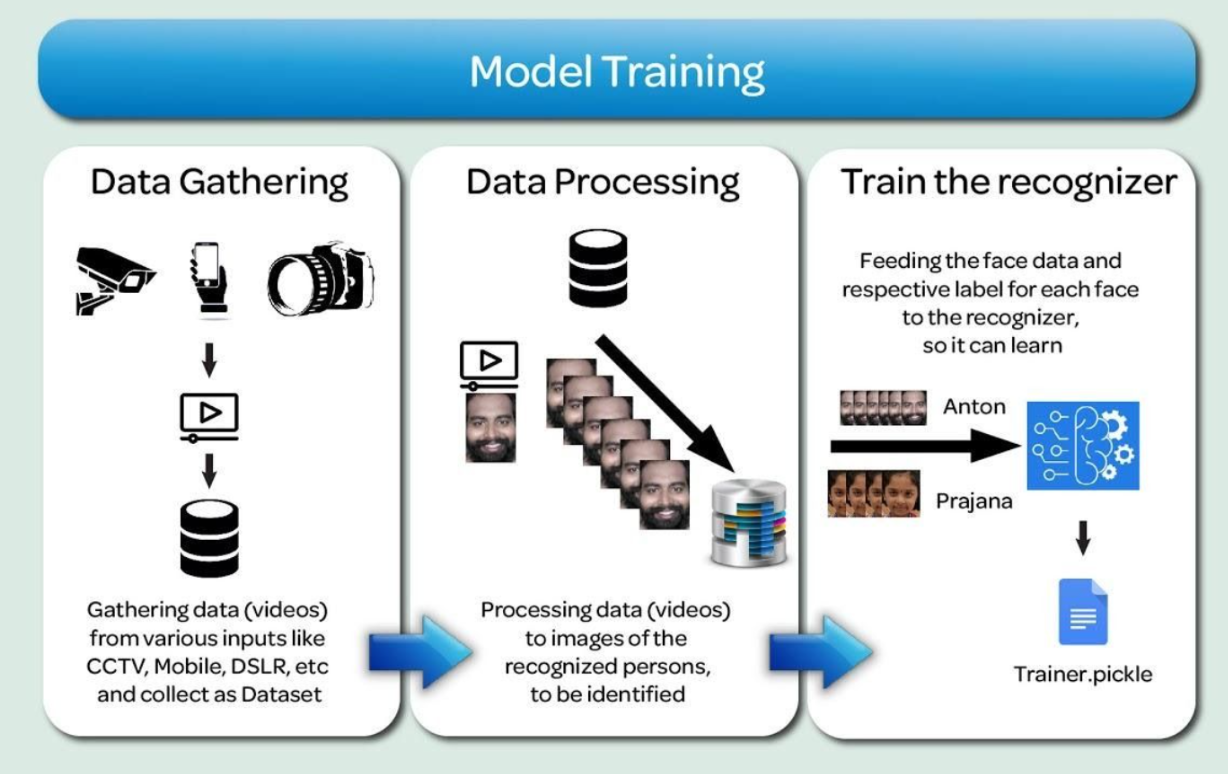 Model Training
Data Gathering
Gathering data (videos)
from various inputs like
CCTV, Mobile, DSLR, etc
and collect as Dataset
Data Processing
Processing data (videos)
to images of the
recognized persons,
to be identified
Train the recognizer
Feeding the face data and
respective label for each face
to the recognizer,
so it can learn
Anton
Prajana
Trainer.pickle